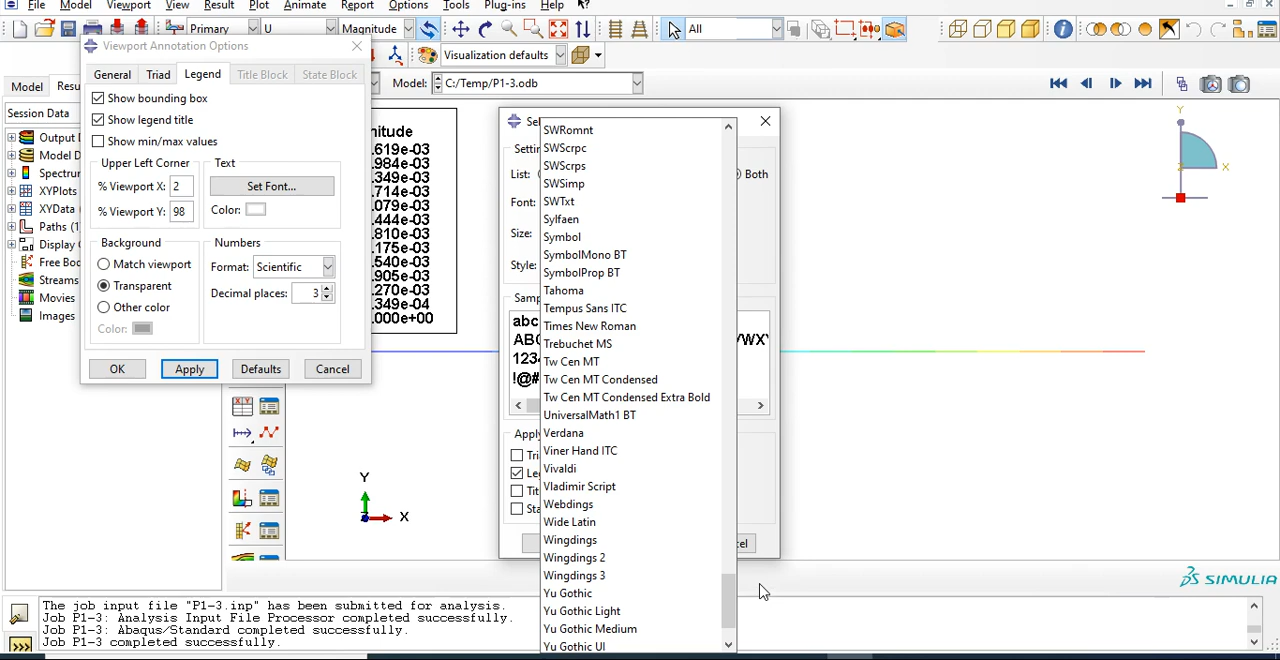 File Model Viewport View Result Plot Animate Report Options Tools Plug-ins Help
Primary U Magnitude All
Viewport Annotation Options
Visualization defaults
General Triad Legend Title Block State Block
Model
Model: C:/Temp/P1-3.odb
Session Data
Show bounding box
Show legend title
Show min/max values
Upper Left Corner
% Viewport X: 2
% Viewport Y: 98
Text
Set Font...
Color:
Background
Match viewport
Transparent
Other color
Color:
Numbers
Format: Scientific
Decimal places: 3
OK Apply Defaults Cancel
Spectru
XYPlots
XYData
Paths (1
Display
Free Boo
Streams
Movies
Images
.619e-03
.984e-03
.349e-03
.714e-03
.079e-03
.444e-03
.810e-03
.175e-03
.540e-03
.905e-03
.270e-03
.349e-04
.000e+00
List: Both
Font:
Size:
Style:
abc
123
SWRomnt
SWScrpc
SWScrps
SWSimp
SWTxt
Sylfaen
Symbol
SymbolMono BT
SymbolProp BT
Tahoma
Tempus Sans ITC
Times New Roman
Trebuchet MS
Tw Cen MT
Tw Cen MT Condensed
Tw Cen MT Condensed Extra Bold
UniversalMath1 BT
Verdana
Viner Hand ITC
Vivaldi
Vladimir Script
Webdings
Wide Latin
Wingdings
Wingdings 2
Wingdings 3
Yu Gothic
Yu Gothic Light
Yu Gothic Medium
Yu Gothic UI
Y
X
Y
X
Z
SIMULIA
The job input file "P1-3.inp" has been submitted for analysis.
Job P1-3: Analysis Input File Processor completed successfully.
Job P1-3: Abaqus/Standard completed successfully.
Job P1-3 completed successfully.